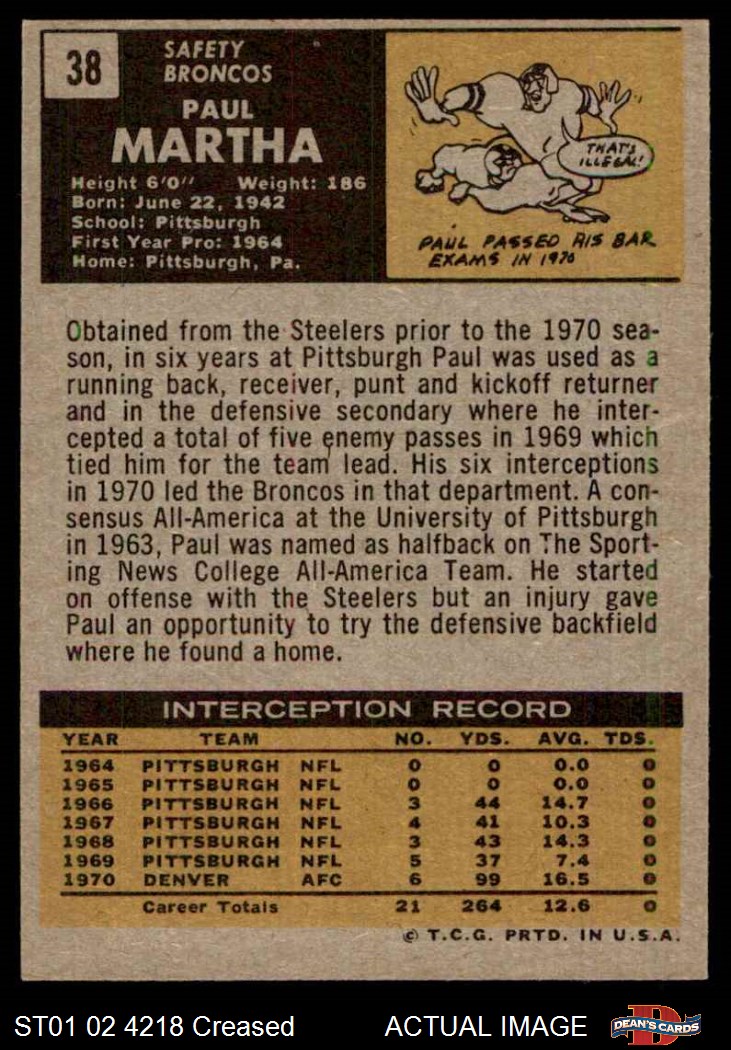 38
SAFETY
BRONCOS
PAUL
MARTHA
Height 6'0" Weight: 186
Born: June 22, 1942
School: Pittsburgh
First Year Pro: 1964
Home: Pittsburgh, Pa.
THAT'S
ILLEGAL!
PAUL PASSED HIS BAR
EXAMS IN 1970
Obtained from the Steelers prior to the 1970 sea-
son, in six years at Pittsburgh Paul was used as a
running back, receiver, punt and kickoff returner
and in the defensive secondary where he inter-
cepted a total of five enemy passes in 1969 which
tied him for the team lead. His six interceptions
in 1970 led the Broncos in that department. A con-
sensus All-America at the University of Pittsburgh
in 1963, Paul was named as halfback on The Sport-
ing News College All-America Team. He started
on offense with the Steelers but an injury gave
Paul an opportunity to try the defensive backfield
where he found a home.
INTERCEPTION RECORD
YEAR TEAM NO. YDS. AVG. TDS.
1964 PITTSBURGH NFL 0 0 0.0 0
1965 PITTSBURGH NFL 0 0 0.0 0
1966 PITTSBURGH NFL 3 44 14.7 0
1967 PITTSBURGH NFL 4 41 10.3 0
1968 PITTSBURGH NFL 3 43 14.3 0
1969 PITTSBURGH NFL 5 37 7.4 0
1970 DENVER AFC 6 99 16.5 0
Career Totals 21 264 12.6 0
© T.C.G. PRTD. IN U.S.A.
ST01 02 4218 Creased ACTUAL IMAGE
D
DEAN'S CARDS